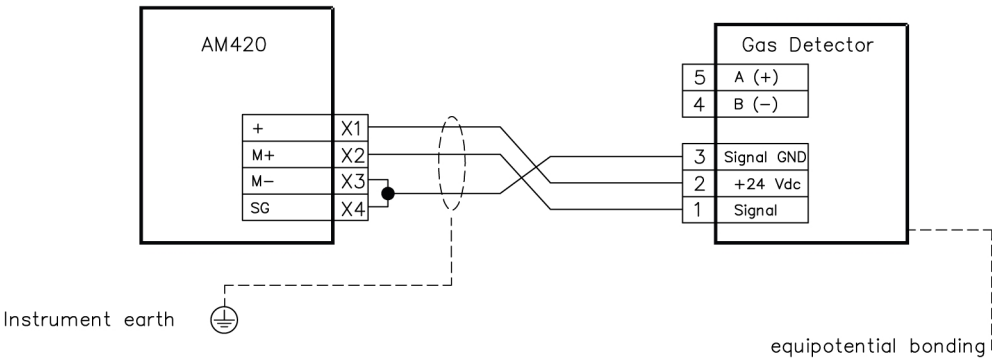 AM420
Gas Detector
5 A (+)
4 B (-)
+ X1
M+ X2
M- X3
SG X4
3 Signal GND
2 +24 Vdc
1 Signal
Instrument earth
equipotential bonding